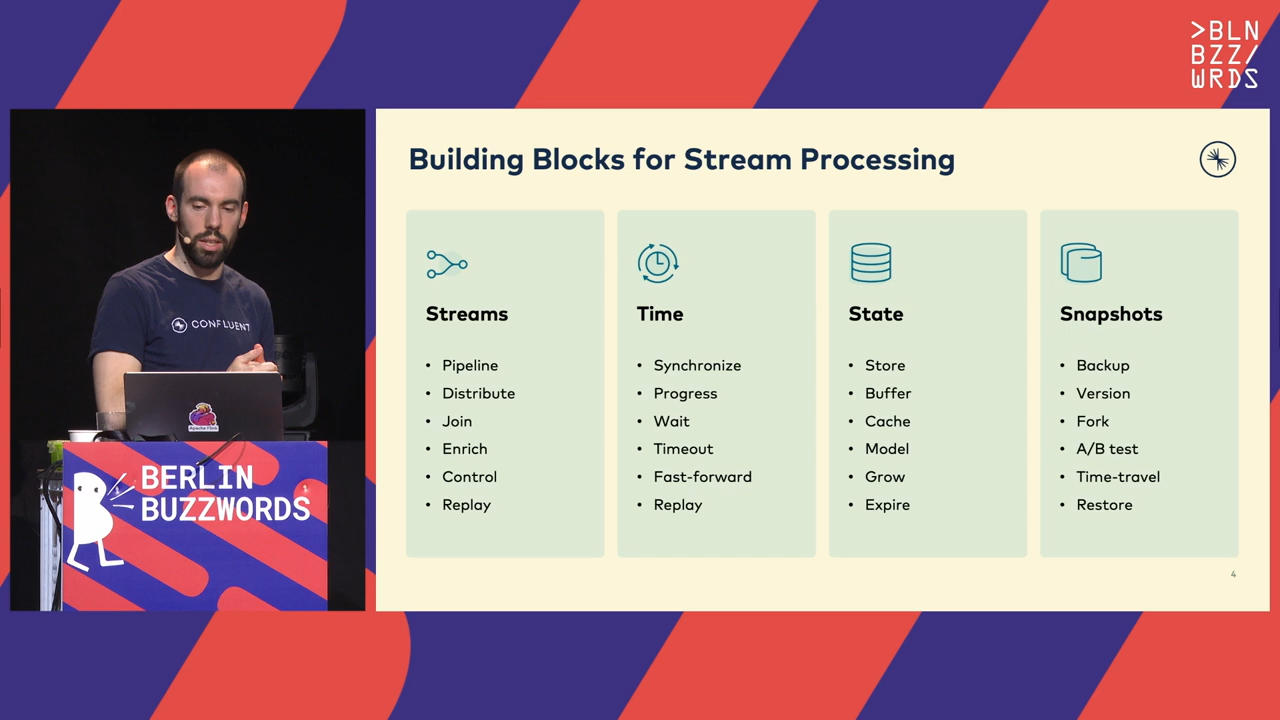 >BLN
BZZ/
WRDS
Building Blocks for Stream Processing
Streams
• Pipeline
• Distribute
• Join
• Enrich
• Control
• Replay
Time
• Synchronize
• Progress
• Wait
• Timeout
• Fast-forward
• Replay
State
• Store
• Buffer
• Cache
• Model
• Grow
• Expire
Snapshots
• Backup
• Version
• Fork
• A/B test
• Time-travel
• Restore
4
CONFLUENT
Apache Flink
BERLIN
BUZZWORDS